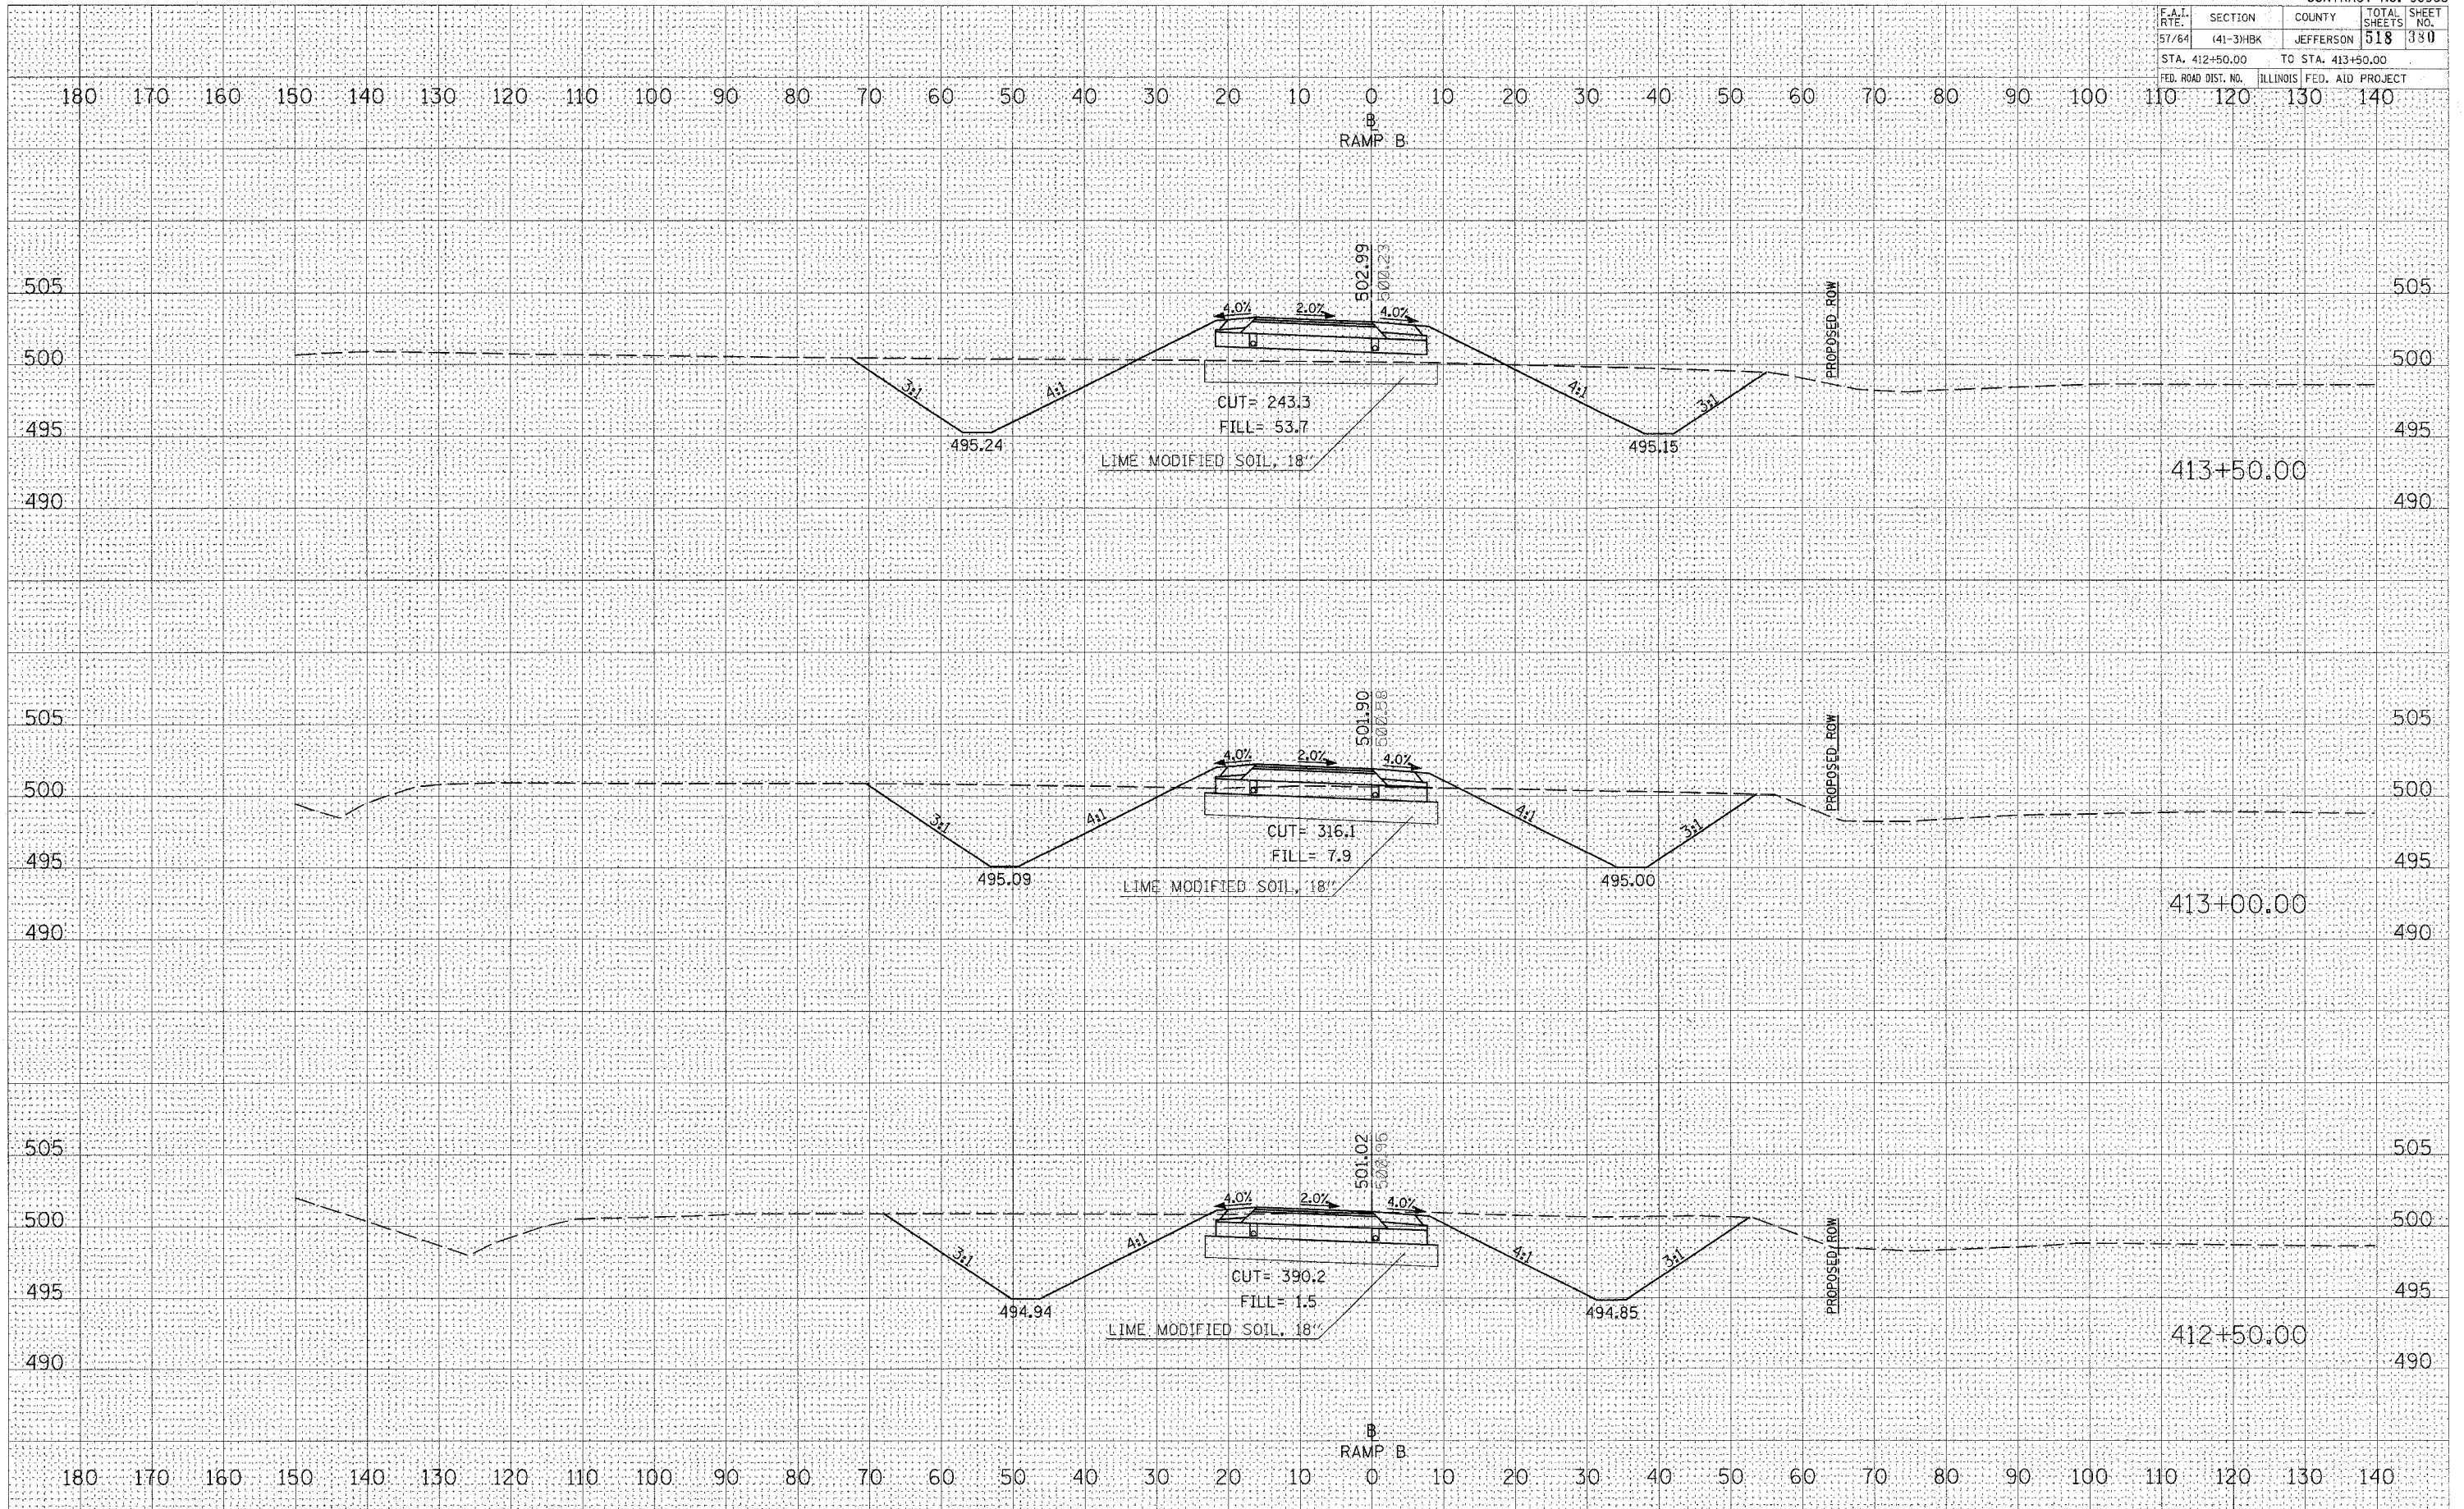 F.A.I. RTE. SECTION COUNTY TOTAL SHEETS SHEET NO.
57/64 (41-3)HBK JEFFERSON 518 380
STA. 412+50.00 TO STA. 413+50.00
FED. ROAD DIST. NO. ILLINOIS FED. AID PROJECT
180 170 160 150 140 130 120 110 100 90 80 70 60 50 40 30 20 10 0 10 20 30 40 50 60 70 80 90 100 110 120 130 140
B
RAMP B
502.99
500.23
PROPOSED ROW
505 505
4.0% 2.0% 4.0%
500 500
3:1 4:1 4:1 3:1
CUT= 243.3
FILL= 53.7
495 495
495.24 495.15
LIME MODIFIED SOIL, 18"
413+50.00
490 490
501.90
500.58
PROPOSED ROW
505 505
4.0% 2.0% 4.0%
500 500
3:1 4:1 4:1 3:1
CUT= 316.1
FILL= 7.9
495 495
495.09 495.00
LIME MODIFIED SOIL, 18"
413+00.00
490 490
501.02
500.95
505 505
4.0% 2.0% 4.0%
500 500
PROPOSED ROW
3:1 4:1 4:1 3:1
CUT= 390.2
FILL= 1.5
495 495
494.94 494.85
LIME MODIFIED SOIL, 18"
412+50.00
490 490
B
RAMP B
180 170 160 150 140 130 120 110 100 90 80 70 60 50 40 30 20 10 0 10 20 30 40 50 60 70 80 90 100 110 120 130 140